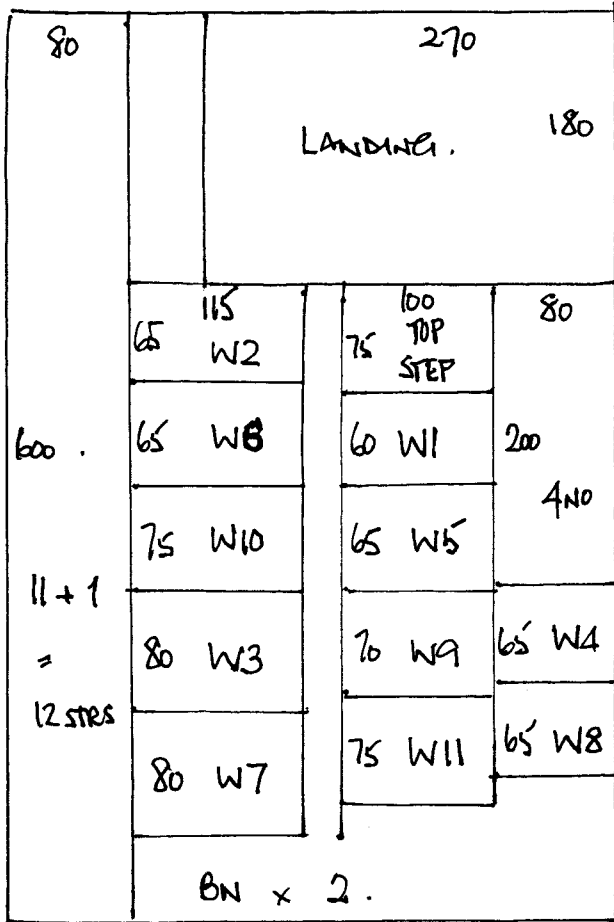 80
270
LANDING.
180
115
65 W2
100
75 TOP
STEP
80
600.
65 W6
60 W1
200
4NO
75 W10
65 W5
11 + 1
=
12 STRS
80 W3
70 W9
65 W4
80 W7
75 W11
65 W8
BN x 2.